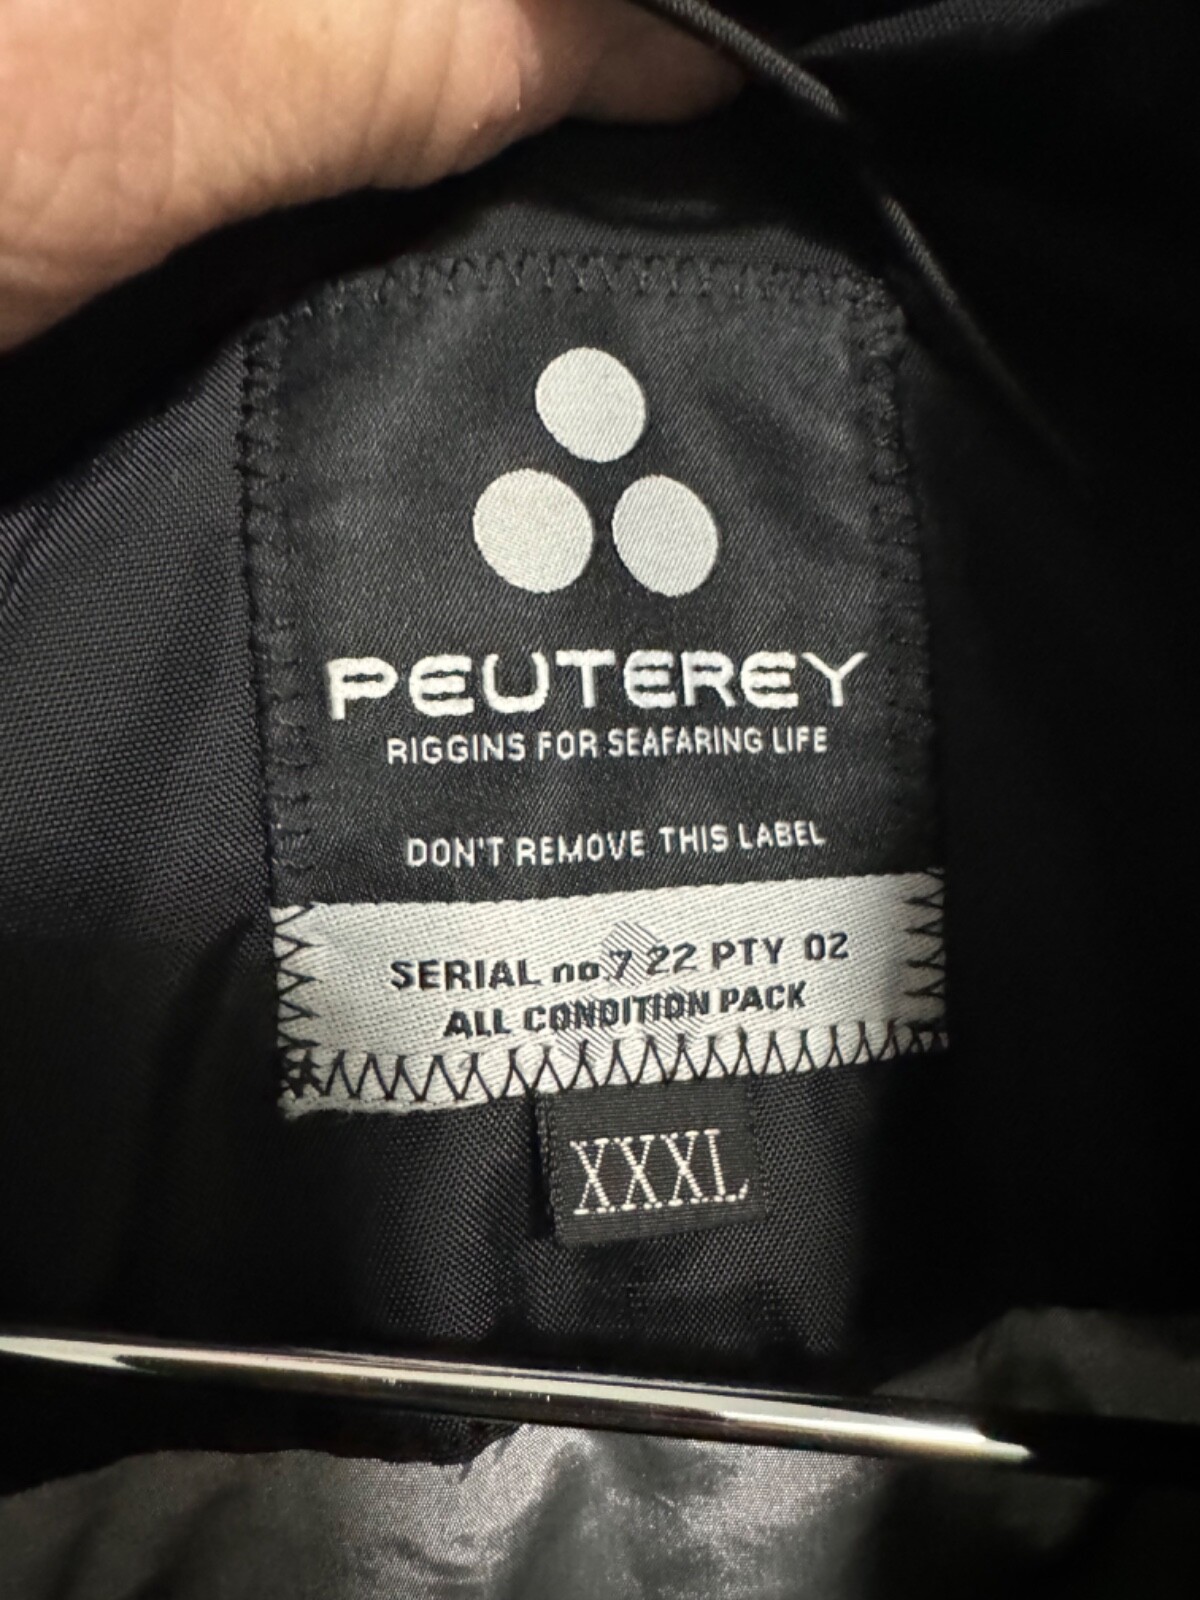 PEUTEREY
RIGGINS FOR SEAFARING LIFE
DON'T REMOVE THIS LABEL
SERIAL no.7 22 PTY 02
ALL CONDITION PACK
XXXL